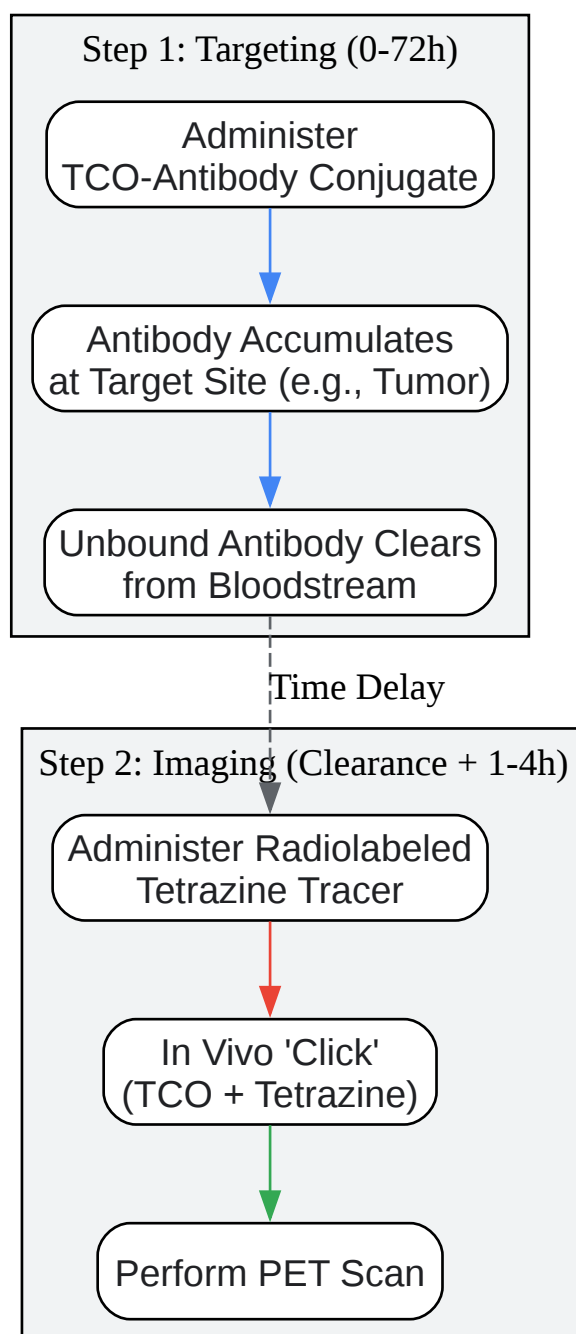 Step 1: Targeting (0-72h)
Administer
TCO-Antibody Conjugate
Antibody Accumulates
at Target Site (e.g., Tumor)
Unbound Antibody Clears
from Bloodstream
Time Delay
Step 2: Imaging (Clearance + 1-4h)
Administer Radiolabeled
Tetrazine Tracer
In Vivo 'Click'
(TCO + Tetrazine)
Perform PET Scan